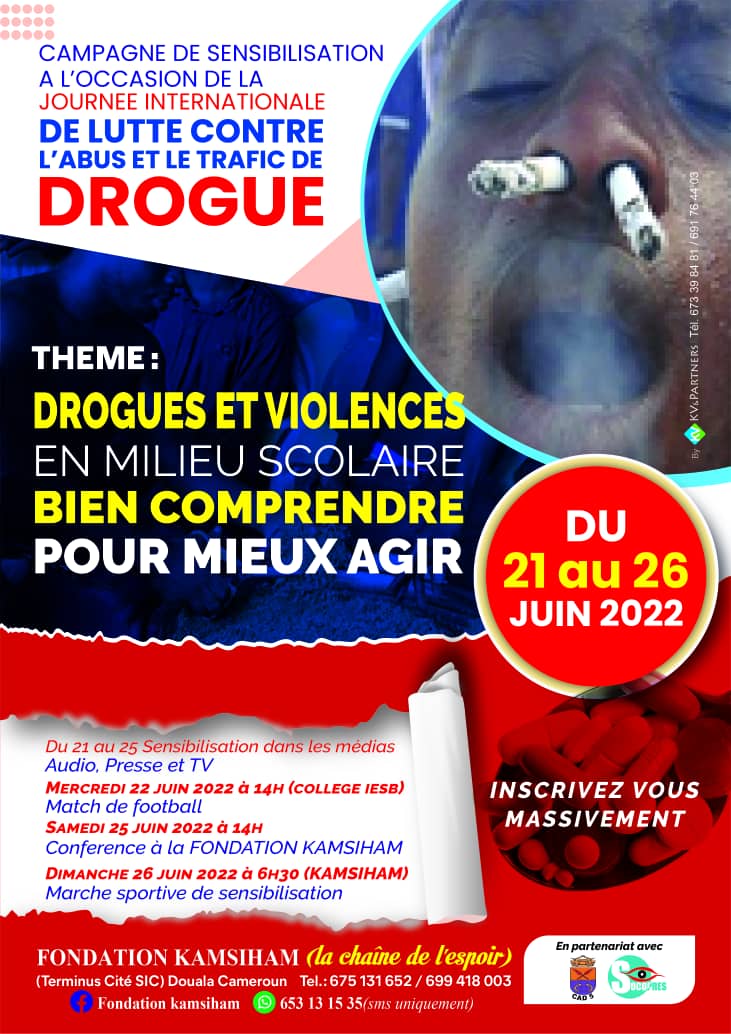 CAMPAGNE DE SENSIBILISATION
A L'OCCASION DE LA
JOURNEE INTERNATIONALE
DE LUTTE CONTRE
L'ABUS ET LE TRAFIC DE
DROGUE
By KV&PARTNERS Tél. 673 39 84 81 / 691 76 44 03
THEME :
DROGUES ET VIOLENCES
EN MILIEU SCOLAIRE
BIEN COMPRENDRE
POUR MIEUX AGIR
DU
21 au 26
JUIN 2022
Du 21 au 25 Sensibilisation dans les médias
Audio, Presse et TV
MERCREDI 22 JUIN 2022 à 14H (COLLEGE IESB)
Match de football
SAMEDI 25 JUIN 2022 à 14H
Conference à la FONDATION KAMSIHAM
DIMANCHE 26 JUIN 2022 à 6H30 (KAMSIHAM)
Marche sportive de sensibilisation
INSCRIVEZ VOUS
MASSIVEMENT
FONDATION KAMSIHAM (la chaîne de l'espoir)
(Terminus Cité SIC) Douala Cameroun Tel. : 675 131 652 / 699 418 003
Fondation kamsiham 653 13 15 35(sms uniquement)
En partenariat avec
CAD 5
SOCOPRES